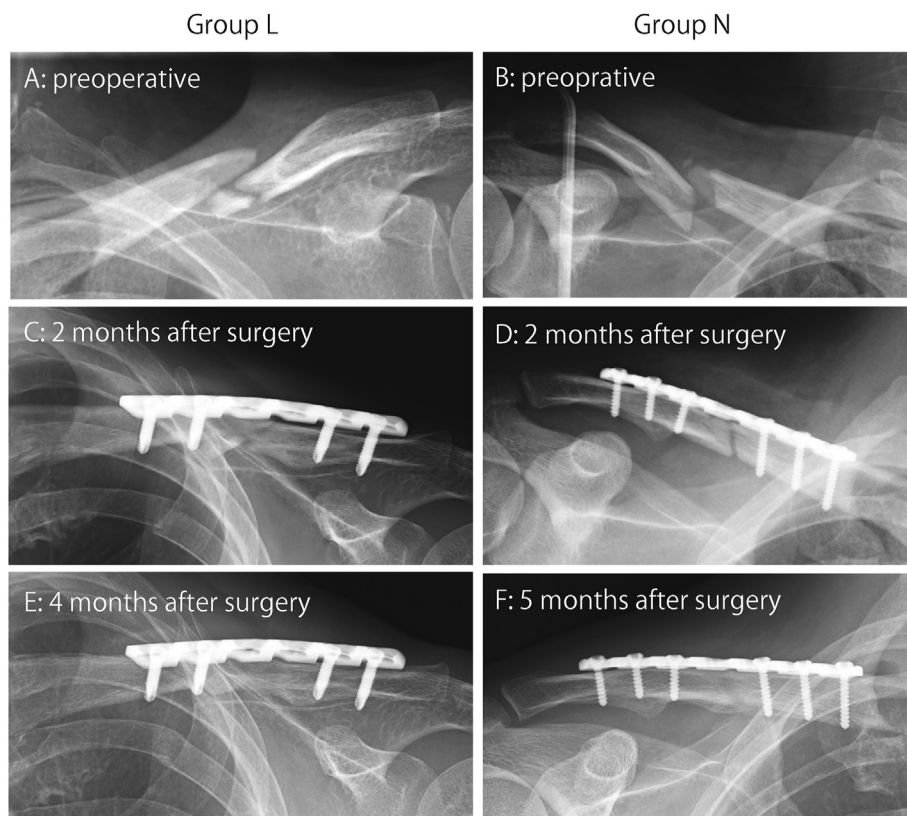 Group L
Group N
A: preoperative
B: preoprative
C: 2 months after surgery
D: 2 months after surgery
E: 4 months after surgery
F: 5 months after surgery